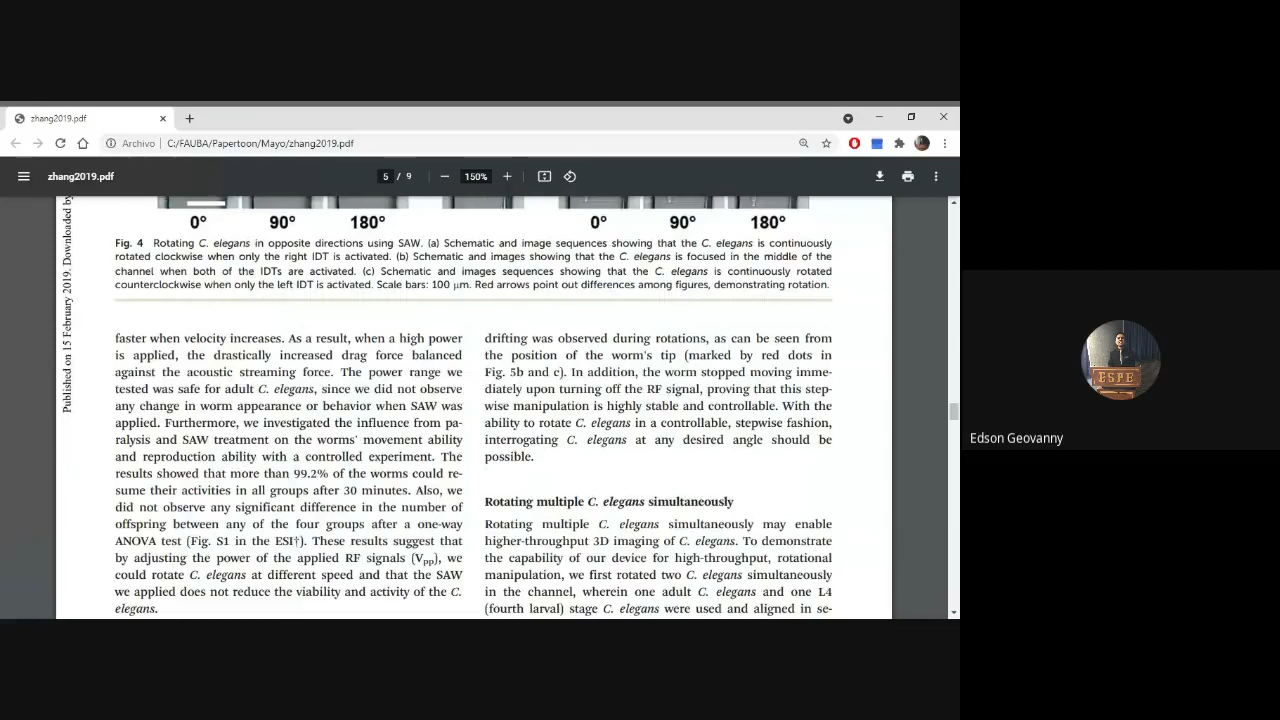 zhang2019.pdf
Archivo
C:/FAUBA/Papertoon/Mayo/zhang2019.pdf
zhang2019.pdf
5 / 9
150%
Published on 15 February 2019. Downloaded by
0° 90° 180° 0° 90° 180°
Fig. 4 Rotating C. elegans in opposite directions using SAW. (a) Schematic and image sequences showing that the C. elegans is continuously
rotated clockwise when only the right IDT is activated. (b) Schematic and images showing that the C. elegans is focused in the middle of the
channel when both of the IDTs are activated. (c) Schematic and images sequences showing that the C. elegans is continuously rotated
counterclockwise when only the left IDT is activated. Scale bars: 100 μm. Red arrows point out differences among figures, demonstrating rotation.
faster when velocity increases. As a result, when a high power
is applied, the drastically increased drag force balanced
against the acoustic streaming force. The power range we
tested was safe for adult C. elegans, since we did not observe
any change in worm appearance or behavior when SAW was
applied. Furthermore, we investigated the influence from pa-
ralysis and SAW treatment on the worms' movement ability
and reproduction ability with a controlled experiment. The
results showed that more than 99.2% of the worms could re-
sume their activities in all groups after 30 minutes. Also, we
did not observe any significant difference in the number of
offspring between any of the four groups after a one-way
ANOVA test (Fig. S1 in the ESI†). These results suggest that
by adjusting the power of the applied RF signals (Vpp), we
could rotate C. elegans at different speed and that the SAW
we applied does not reduce the viability and activity of the C.
elegans.
drifting was observed during rotations, as can be seen from
the position of the worm's tip (marked by red dots in
Fig. 5b and c). In addition, the worm stopped moving imme-
diately upon turning off the RF signal, proving that this step-
wise manipulation is highly stable and controllable. With the
ability to rotate C. elegans in a controllable, stepwise fashion,
interrogating C. elegans at any desired angle should be
possible.
Rotating multiple C. elegans simultaneously
Rotating multiple C. elegans simultaneously may enable
higher-throughput 3D imaging of C. elegans. To demonstrate
the capability of our device for high-throughput, rotational
manipulation, we first rotated two C. elegans simultaneously
in the channel, wherein one adult C. elegans and one L4
(fourth larval) stage C. elegans were used and aligned in se-
ESPE
Edson Geovanny